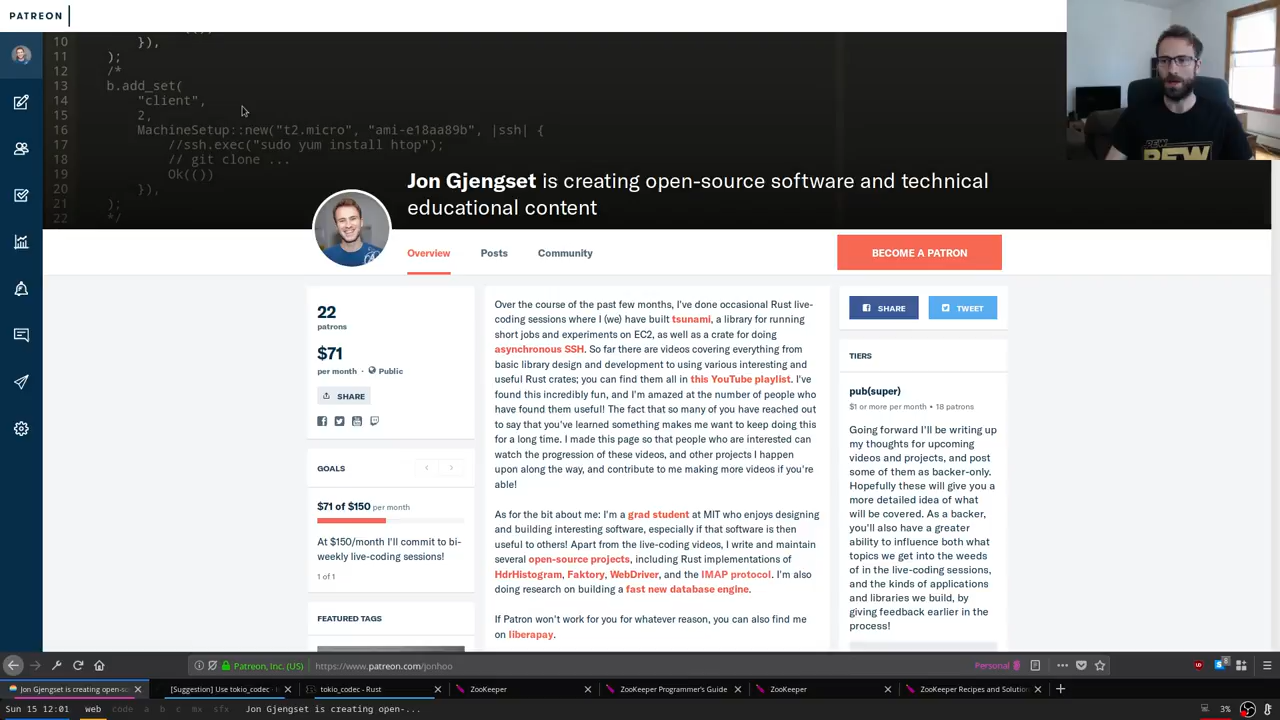 PATREON
10 }),
11 );
12 /*
13 b.add_set(
14 "client",
15 2,
16 MachineSetup::new("t2.micro", "ami-e18aa89b", |ssh| {
17 //ssh.exec("sudo yum install htop");
18 // git clone ...
19 Ok(())
20 }),
21 );
22 */
Jon Gjengset is creating open-source software and technical
educational content
Overview
Posts
Community
BECOME A PATRON
22
patrons
$71
per month • Public
SHARE
GOALS
$71 of $150 per month
At $150/month I'll commit to bi-
weekly live-coding sessions!
1 of 1
FEATURED TAGS
Over the course of the past few months, I've done occasional Rust live-
coding sessions where I (we) have built tsunami, a library for running
short jobs and experiments on EC2, as well as a crate for doing
asynchronous SSH. So far there are videos covering everything from
basic library design and development to using various interesting and
useful Rust crates; you can find them all in this YouTube playlist. I've
found this incredibly fun, and I'm amazed at the number of people who
have found them useful! The fact that so many of you have reached out
to say that you've learned something makes me want to keep doing this
for a long time. I made this page so that people who are interested can
watch the progression of these videos, and other projects I happen
upon along the way, and contribute to me making more videos if you're
able!
As for the bit about me: I'm a grad student at MIT who enjoys designing
and building interesting software, especially if that software is then
useful to others! Apart from the live-coding videos, I write and maintain
several open-source projects, including Rust implementations of
HdrHistogram, Faktory, WebDriver, and the IMAP protocol. I'm also
doing research on building a fast new database engine.
If Patron won't work for you for whatever reason, you can also find me
on liberapay.
SHARE
TWEET
TIERS
pub(super)
$1 or more per month • 18 patrons
Going forward I'll be writing up
my thoughts for upcoming
videos and projects, and post
some of them as backer-only.
Hopefully these will give you a
more detailed idea of what
will be covered. As a backer,
you'll also have a greater
ability to influence both what
topics we get into the weeds
of in the live-coding sessions,
and the kinds of applications
and libraries we build, by
giving feedback earlier in the
process!
Patreon, Inc. (US)
https://www.patreon.com/jonhoo
Personal
Jon Gjengset is creating open-so
[Suggestion] Use tokio_codec ·
tokio_codec - Rust
ZooKeeper
ZooKeeper Programmer's Guide
ZooKeeper
ZooKeeper Recipes and Solution
Sun 15 12:01 web code a b c mx sfx Jon Gjengset is creating open-...
3%